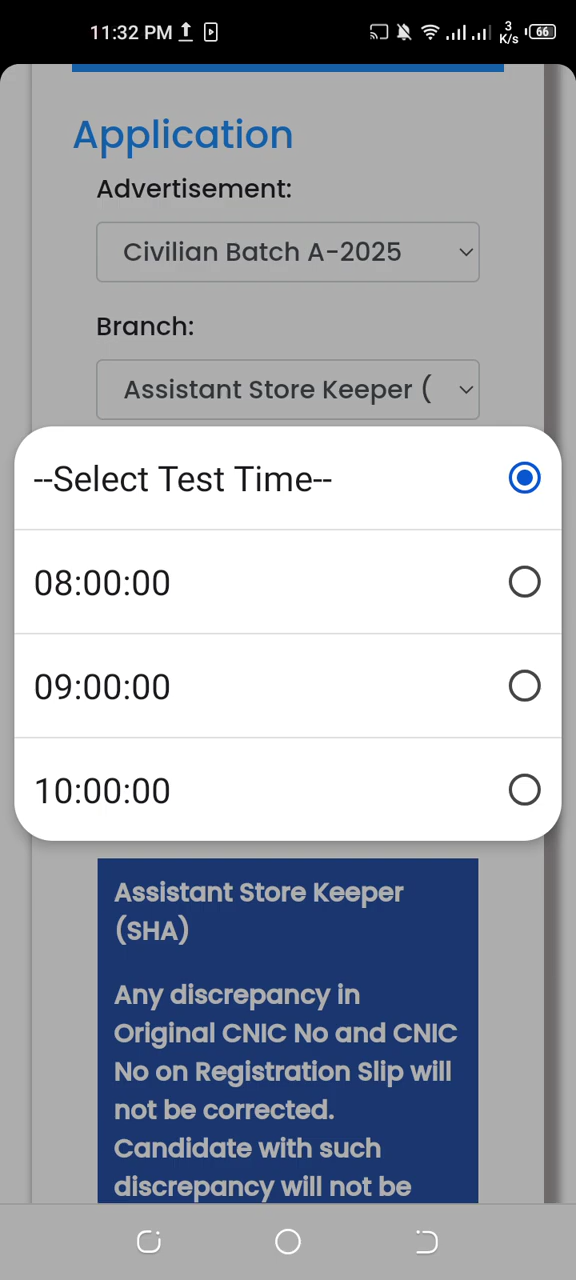 11:32 PM
3
K/s
66
Application
Advertisement:
Civilian Batch A-2025
Branch:
Assistant Store Keeper (
--Select Test Time--
08:00:00
09:00:00
10:00:00
Assistant Store Keeper
(SHA)
Any discrepancy in
Original CNIC No and CNIC
No on Registration Slip will
not be corrected.
Candidate with such
discrepancy will not be